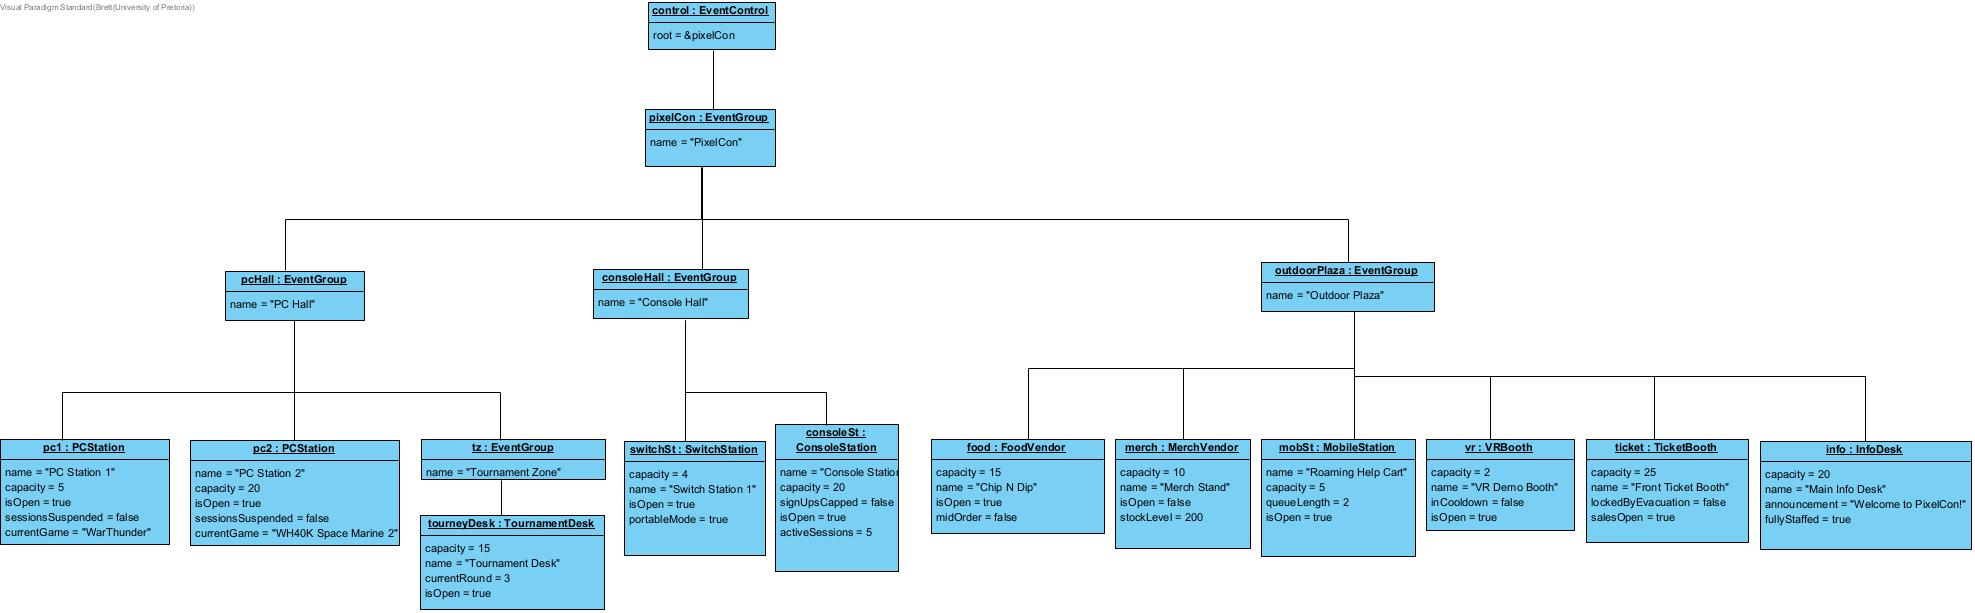 Visual Paradigm Standard(Brett(University of Pretoria))
control : EventControl
root = &pixelCon
pixelCon : EventGroup
name = "PixelCon"
pcHall : EventGroup
name = "PC Hall"
consoleHall : EventGroup
name = "Console Hall"
outdoorPlaza : EventGroup
name = "Outdoor Plaza"
pc1 : PCStation
name = "PC Station 1"
capacity = 5
isOpen = true
sessionsSuspended = false
currentGame = "WarThunder"
pc2 : PCStation
name = "PC Station 2"
capacity = 20
isOpen = true
sessionsSuspended = false
currentGame = "WH40K Space Marine 2"
tz : EventGroup
name = "Tournament Zone"
tourneyDesk : TournamentDesk
capacity = 15
name = "Tournament Desk"
currentRound = 3
isOpen = true
switchSt : SwitchStation
capacity = 4
name = "Switch Station 1"
isOpen = true
portableMode = true
consoleSt :
ConsoleStation
name = "Console Station
capacity = 20
signUpsCapped = false
isOpen = true
activeSessions = 5
food : FoodVendor
capacity = 15
name = "Chip N Dip"
isOpen = true
midOrder = false
merch : MerchVendor
capacity = 10
name = "Merch Stand"
isOpen = false
stockLevel = 200
mobSt : MobileStation
name = "Roaming Help Cart"
capacity = 5
queueLength = 2
isOpen = true
vr : VRBooth
capacity = 2
name = "VR Demo Booth"
inCooldown = false
isOpen = true
ticket : TicketBooth
capacity = 25
name = "Front Ticket Booth"
lockedByEvacuation = false
salesOpen = true
info : InfoDesk
capacity = 20
name = "Main Info Desk"
announcement = "Welcome to PixelCon!"
fullyStaffed = true